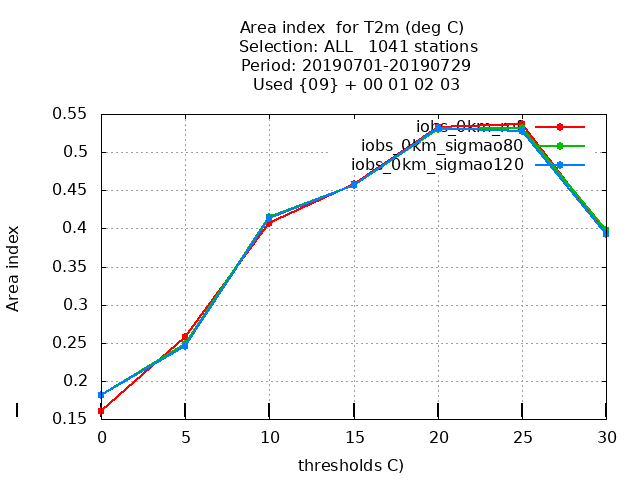 Area index  for T2m (deg C)
Selection: ALL   1041 stations
Period: 20190701-20190729
Used {09} + 00 01 02 03
0.55
0.5
0.45
0.4
0.35
0.3
0.25
0.2
0.15
0
5
10
15
20
25
30
iobs_0km
iobs_0km_sigmao80
iobs_0km_sigmao120
Area index
thresholds C)